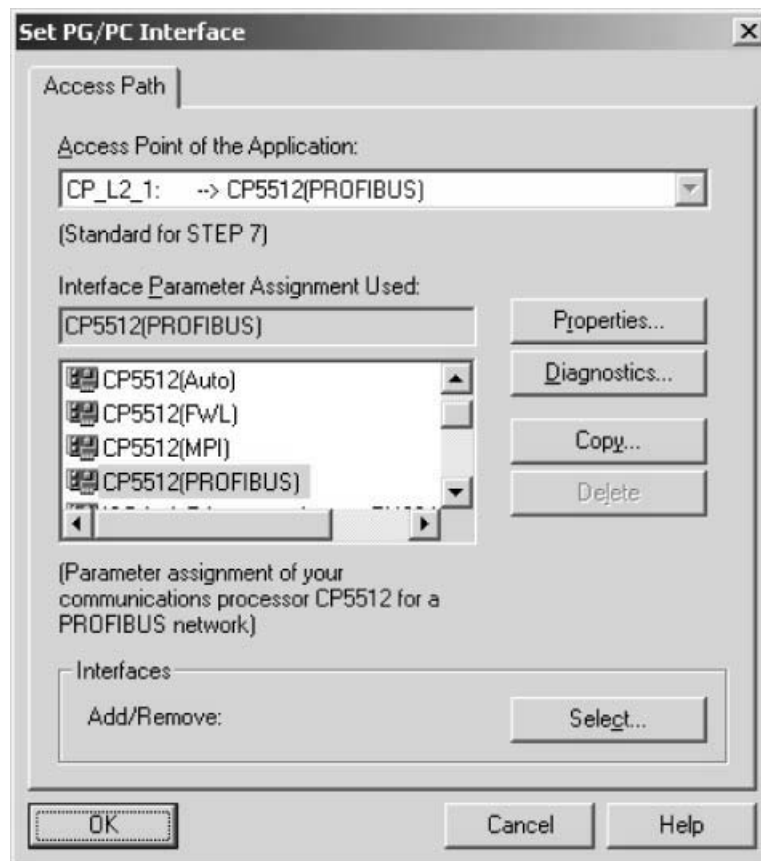 Set PG/PC Interface
Access Path
Access Point of the Application:
CP_L2_1: --> CP5512(PROFIBUS)
(Standard for STEP 7)
Interface Parameter Assignment Used:
CP5512(PROFIBUS)
Properties...
CP5512(Auto)
CP5512(FWL)
CP5512(MPI)
CP5512(PROFIBUS)
Diagnostics...
Copy...
Delete
(Parameter assignment of your
communications processor CP5512 for a
PROFIBUS network)
Interfaces
Add/Remove:
Select...
OK
Cancel
Help